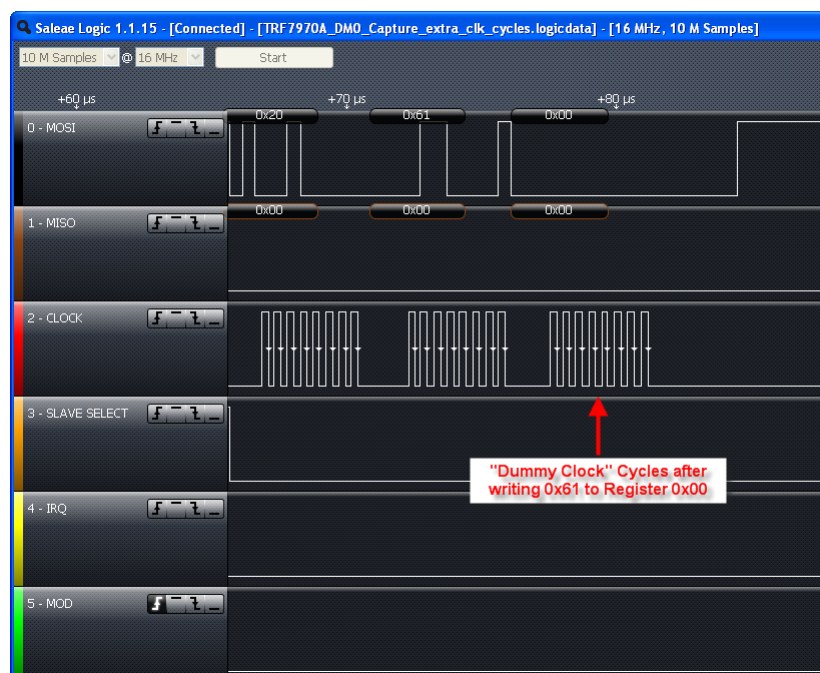 Saleae Logic 1.1.15 - [Connected] - [TRF7970A_DM0_Capture_extra_clk_cycles.logicdata] - [16 MHz, 10 M Samples]
10 M Samples @ 16 MHz Start
+60 µs +70 µs +80 µs
0 - MOSI 0x20 0x61 0x00
1 - MISO 0x00 0x00 0x00
2 - CLOCK
3 - SLAVE SELECT
"Dummy Clock" Cycles after
writing 0x61 to Register 0x00
4 - IRQ
5 - MOD